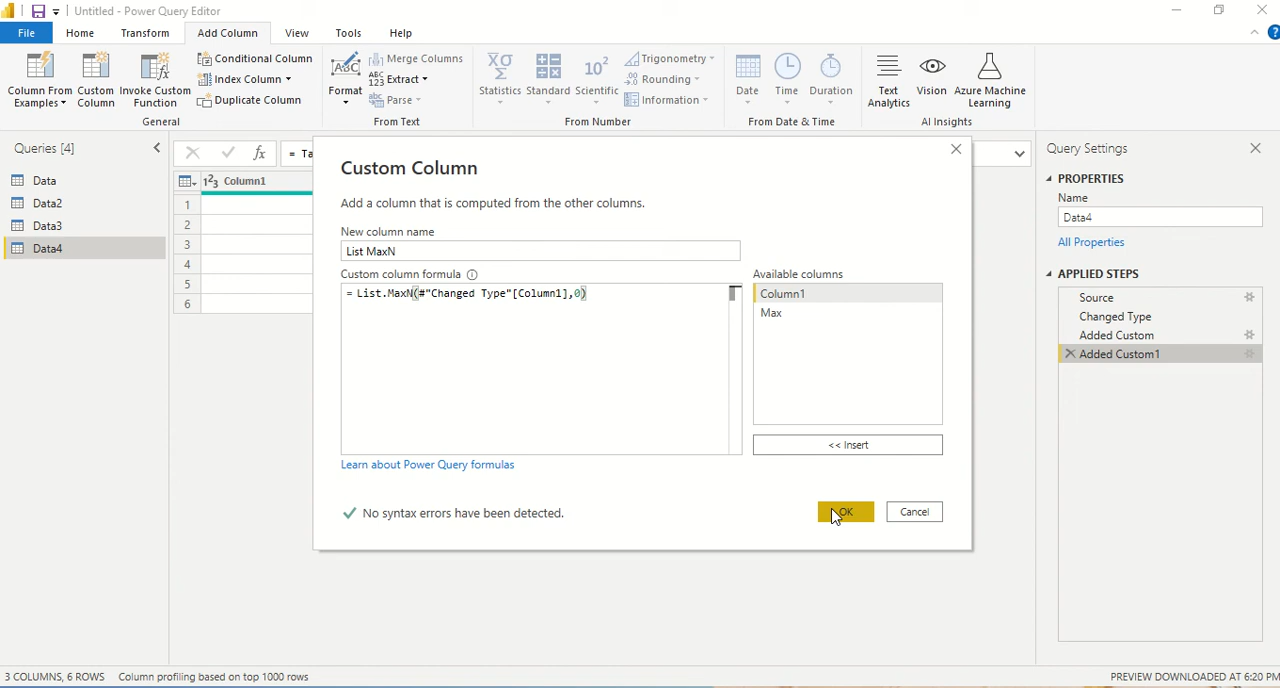 Untitled - Power Query Editor
File Home Transform Add Column View Tools Help
Column From Examples
Custom Column
Invoke Custom Function
Conditional Column
Index Column
Duplicate Column
General
Format
Merge Columns
ABC 123 Extract
Parse
From Text
Statistics
Standard
10² Scientific
Trigonometry
Rounding
Information
From Number
Date
Time
Duration
From Date & Time
Text Analytics
Vision
Azure Machine Learning
AI Insights
Queries [4]
Data
Data2
Data3
Data4
fx = Ta
1²3 Column1
1
2
3
4
5
6
Custom Column
Add a column that is computed from the other columns.
New column name
List MaxN
Custom column formula
= List.MaxN(#"Changed Type"[Column1],0)
Available columns
Column1
Max
<< Insert
Learn about Power Query formulas
No syntax errors have been detected.
OK Cancel
Query Settings
PROPERTIES
Name
Data4
All Properties
APPLIED STEPS
Source
Changed Type
Added Custom
Added Custom1
3 COLUMNS, 6 ROWS Column profiling based on top 1000 rows
PREVIEW DOWNLOADED AT 6:20 PM